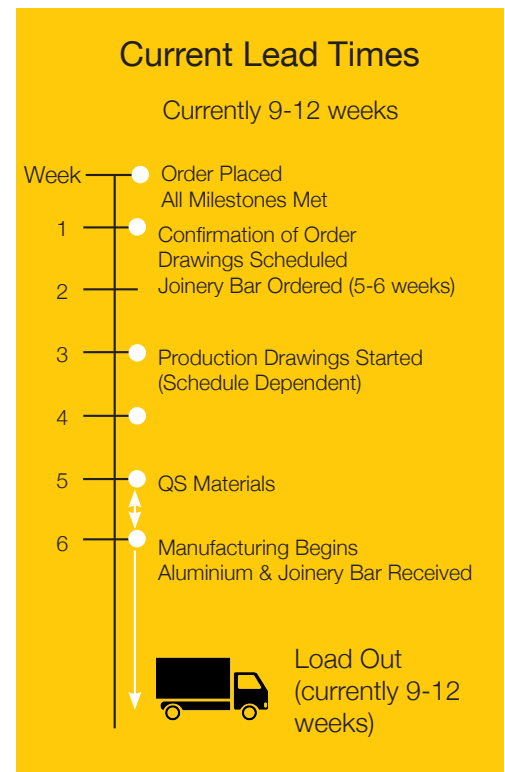 Current Lead Times
Currently 9-12 weeks
Week
Order Placed
All Milestones Met
1
Confirmation of Order
Drawings Scheduled
2
Joinery Bar Ordered (5-6 weeks)
3
Production Drawings Started
(Schedule Dependent)
4
5
QS Materials
6
Manufacturing Begins
Aluminium & Joinery Bar Received
Load Out
(currently 9-12
weeks)